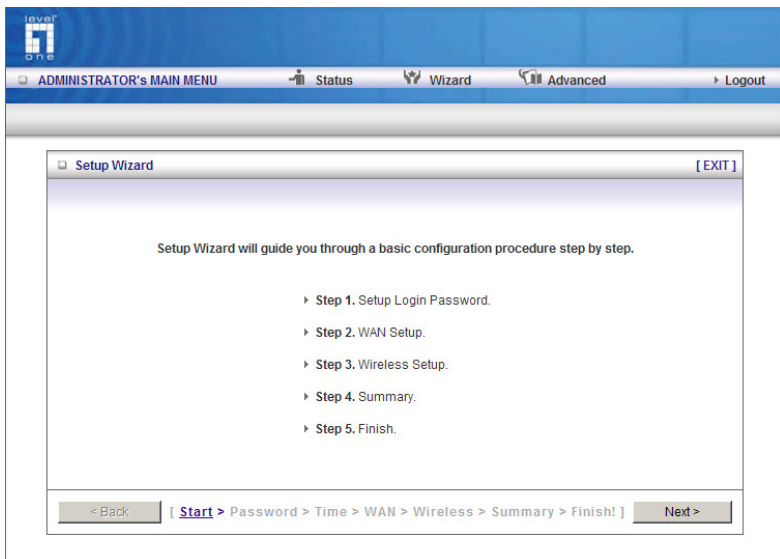 level
one
ADMINISTRATOR's MAIN MENU Status Wizard Advanced Logout
Setup Wizard [ EXIT ]
Setup Wizard will guide you through a basic configuration procedure step by step.
Step 1. Setup Login Password.
Step 2. WAN Setup.
Step 3. Wireless Setup.
Step 4. Summary.
Step 5. Finish.
< Back [ Start > Password > Time > WAN > Wireless > Summary > Finish! ] Next >